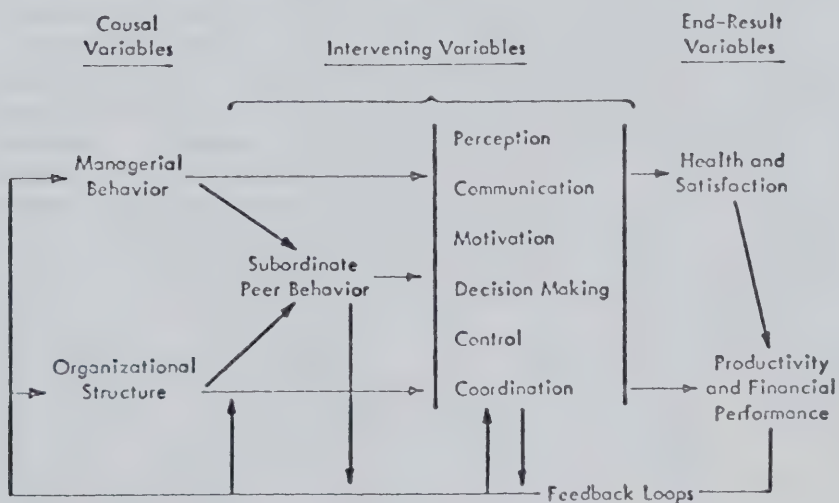 Causal
Variables
Intervening Variables
End-Result
Variables
Managerial
Behavior
Organizational
Structure
Subordinate
Peer Behavior
Perception
Communication
Motivation
Decision Making
Control
Coordination
Health and
Satisfaction
Productivity
and Financial
Performance
Feedback Loops